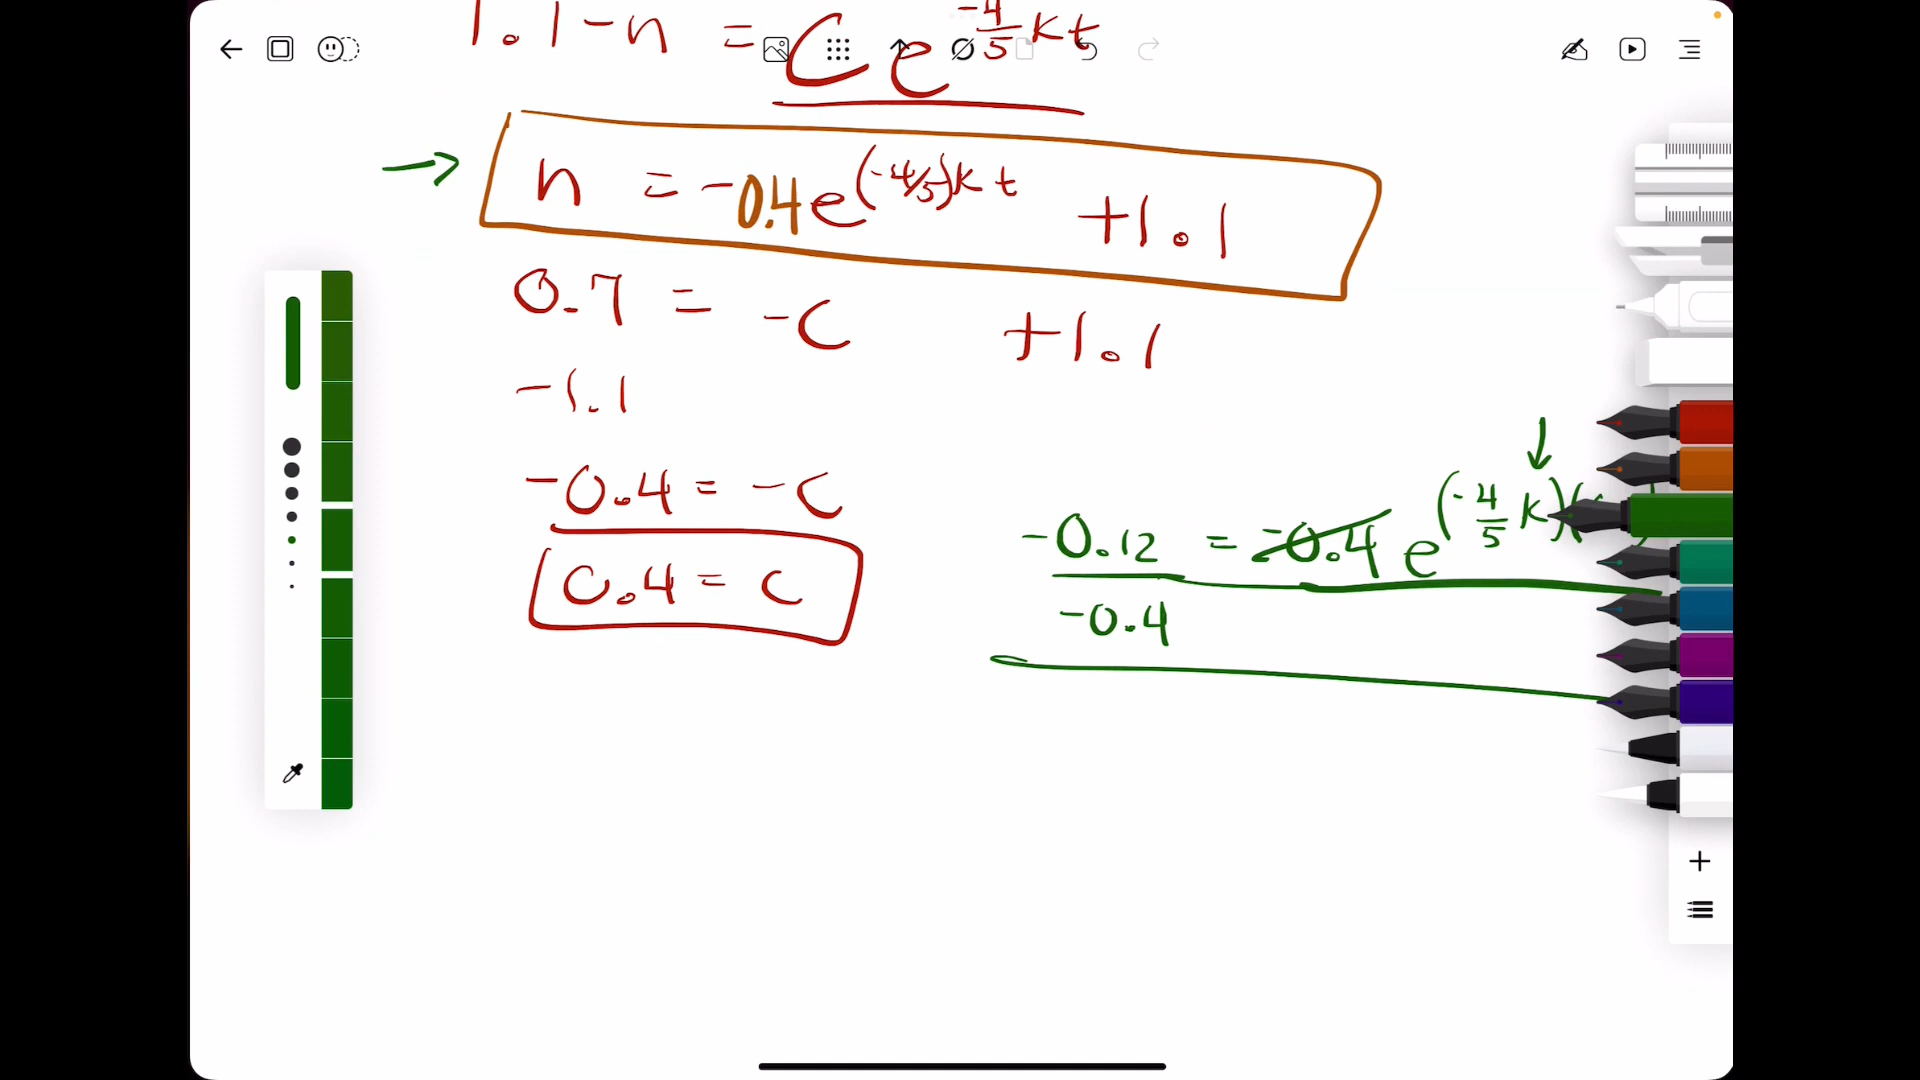 1.1 - n = Ce^{-4/5 kt}
→ n = -0.4e^{(-4/5)kt} + 1.1
0.7 = -C + 1.1
-1.1
-0.4 = -C
0.4 = C
↓
-0.12 = -0.4 e^{(-4/5 k)(
-0.4